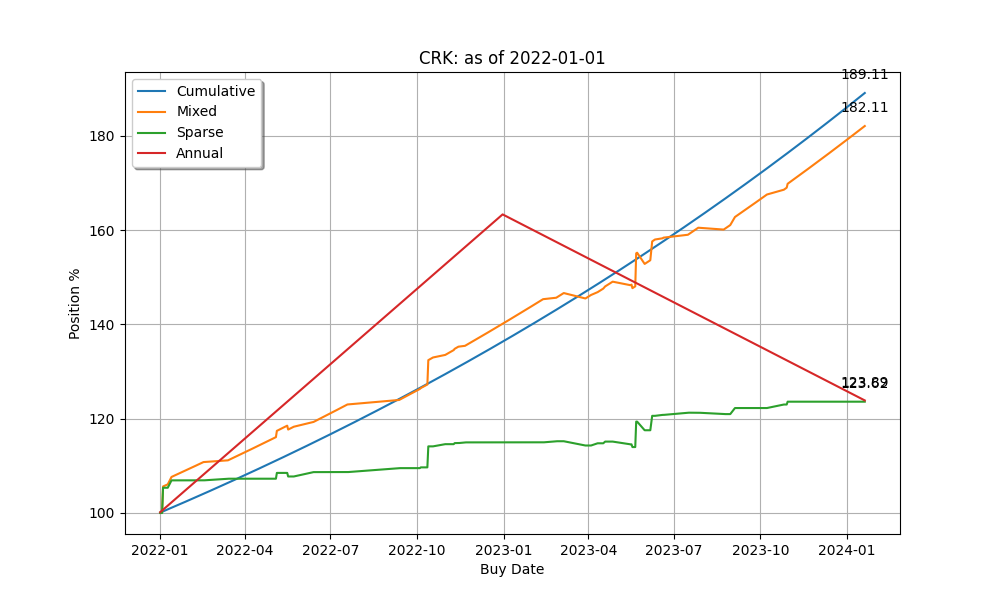 CRK: as of 2022-01-01
189.11
182.11
Cumulative
Mixed
Sparse
Annual
180
160
140
120
100
Position %
2022-01
2022-04
2022-07
2022-10
2023-01
2023-04
2023-07
2023-10
2024-01
Buy Date